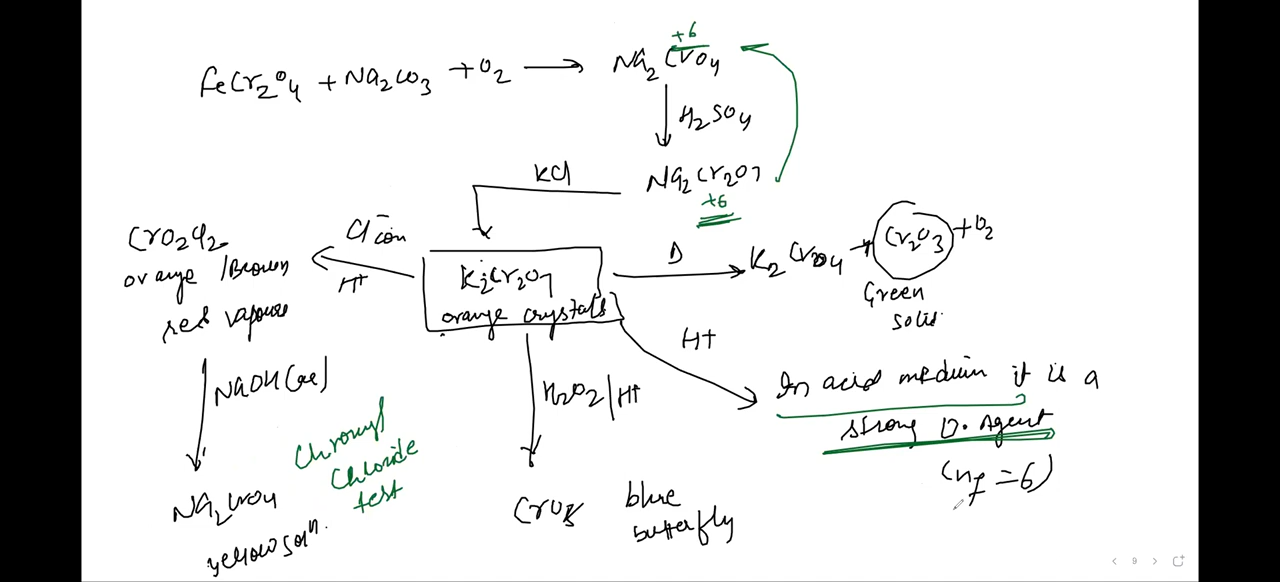 FeCr2O4 + Na2CO3 + O2 → Na2CrO4
+6
H2SO4
KCl
Na2Cr2O7
+6
CrO2Cl2
orange / Brown
red vapours
Cl⁻ con
H+
K2Cr2O7
orange crystals
Δ
K2CrO4 + Cr2O3 + O2
Green
solid
H+
In acid medium it is a
strong O. Agent
(nf = 6)
NaOH (aq)
H2O2 / H+
Chromyl
Chloride
test
Na2CrO4
yellow solⁿ.
CrO5
blue
butterfly
9